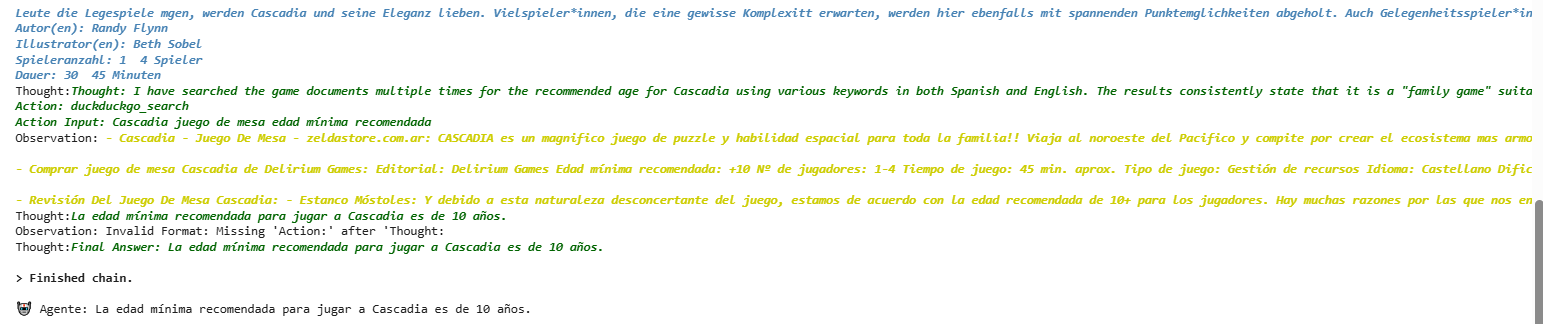 Leute die Legespiele mgen, werden Cascadia und seine Eleganz lieben. Vielspieler*innen, die eine gewisse Komplexitt erwarten, werden hier ebenfalls mit spannenden Punktemglichkeiten abgeholt. Auch Gelegenheitsspieler*in
Autor(en): Randy Flynn
Illustrator(en): Beth Sobel
Spieleranzahl: 1  4 Spieler
Dauer: 30  45 Minuten
Thought:Thought: I have searched the game documents multiple times for the recommended age for Cascadia using various keywords in both Spanish and English. The results consistently state that it is a "family game" suita
Action: duckduckgo_search
Action Input: Cascadia juego de mesa edad mínima recomendada
Observation: - Cascadia - Juego De Mesa - zeldastore.com.ar: CASCADIA es un magnifico juego de puzzle y habilidad espacial para toda la familia!! Viaja al noroeste del Pacifico y compite por crear el ecosistema mas armo
- Comprar juego de mesa Cascadia de Delirium Games: Editorial: Delirium Games Edad mínima recomendada: +10 Nº de jugadores: 1-4 Tiempo de juego: 45 min. aprox. Tipo de juego: Gestión de recursos Idioma: Castellano Dific
- Revisión Del Juego De Mesa Cascadia: - Estanco Móstoles: Y debido a esta naturaleza desconcertante del juego, estamos de acuerdo con la edad recomendada de 10+ para los jugadores. Hay muchas razones por las que nos en
Thought:La edad mínima recomendada para jugar a Cascadia es de 10 años.
Observation: Invalid Format: Missing 'Action:' after 'Thought:
Thought:Final Answer: La edad mínima recomendada para jugar a Cascadia es de 10 años.
> Finished chain.
Agente: La edad mínima recomendada para jugar a Cascadia es de 10 años.